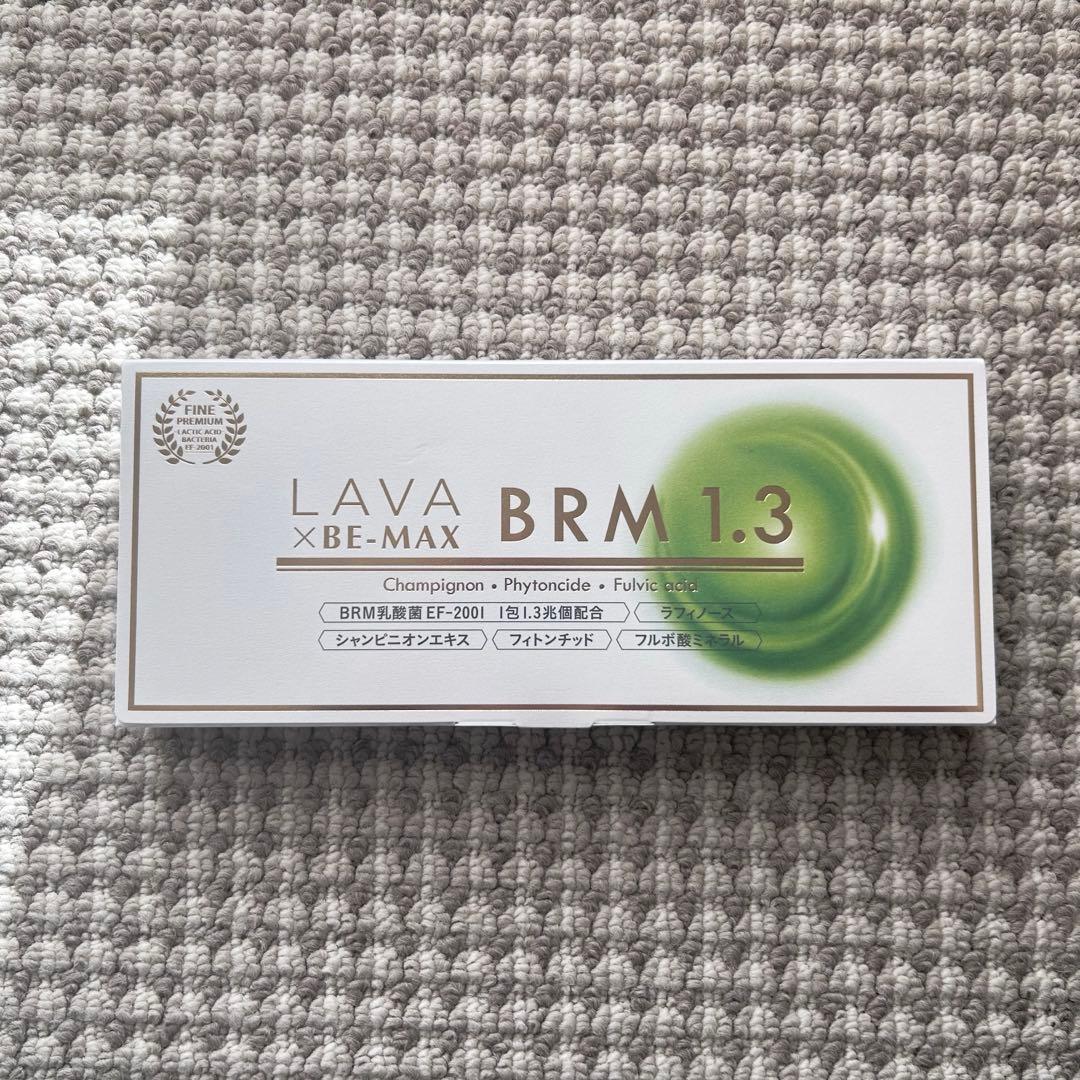 FINE
PREMIUM
LACTIC ACID
BACTERIA
EF-2001
LAVA
×BE-MAX
BRM 1.3
Champignon • Phytoncide • Fulvic acid
BRM乳酸菌 EF-2001 1包1.3兆個配合 ラフィノース
シャンピニオンエキス フィトンチッド フルボ酸ミネラル